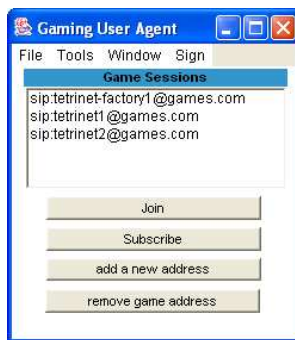 Gaming User Agent
File Tools Window Sign
Game Sessions
sip:tetrinet-factory1@games.com
sip:tetrinet1@games.com
sip:tetrinet2@games.com
Join
Subscribe
add a new address
remove game address